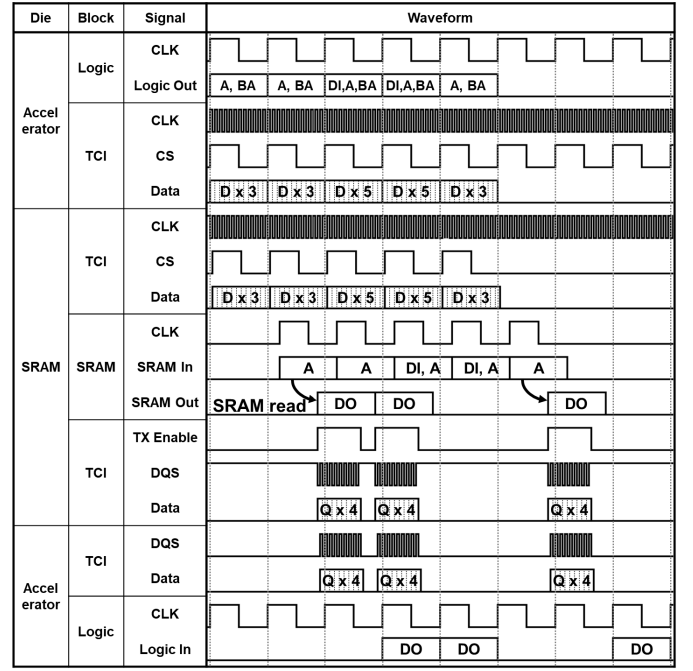 Die Block Signal Waveform
Accel
erator
Logic
CLK
Logic Out A, BA A, BA DI,A,BA DI,A,BA A, BA
TCI
CLK
CS
Data D x 3 D x 3 D x 5 D x 5 D x 3
SRAM
TCI
CLK
CS
Data D x 3 D x 3 D x 5 D x 5 D x 3
SRAM
CLK
SRAM In A A DI, A DI, A A
SRAM Out SRAM read DO DO DO
TCI
TX Enable
DQS
Data Q x 4 Q x 4 Q x 4
Accel
erator
TCI
DQS
Data Q x 4 Q x 4 Q x 4
Logic
CLK
Logic In DO DO DO